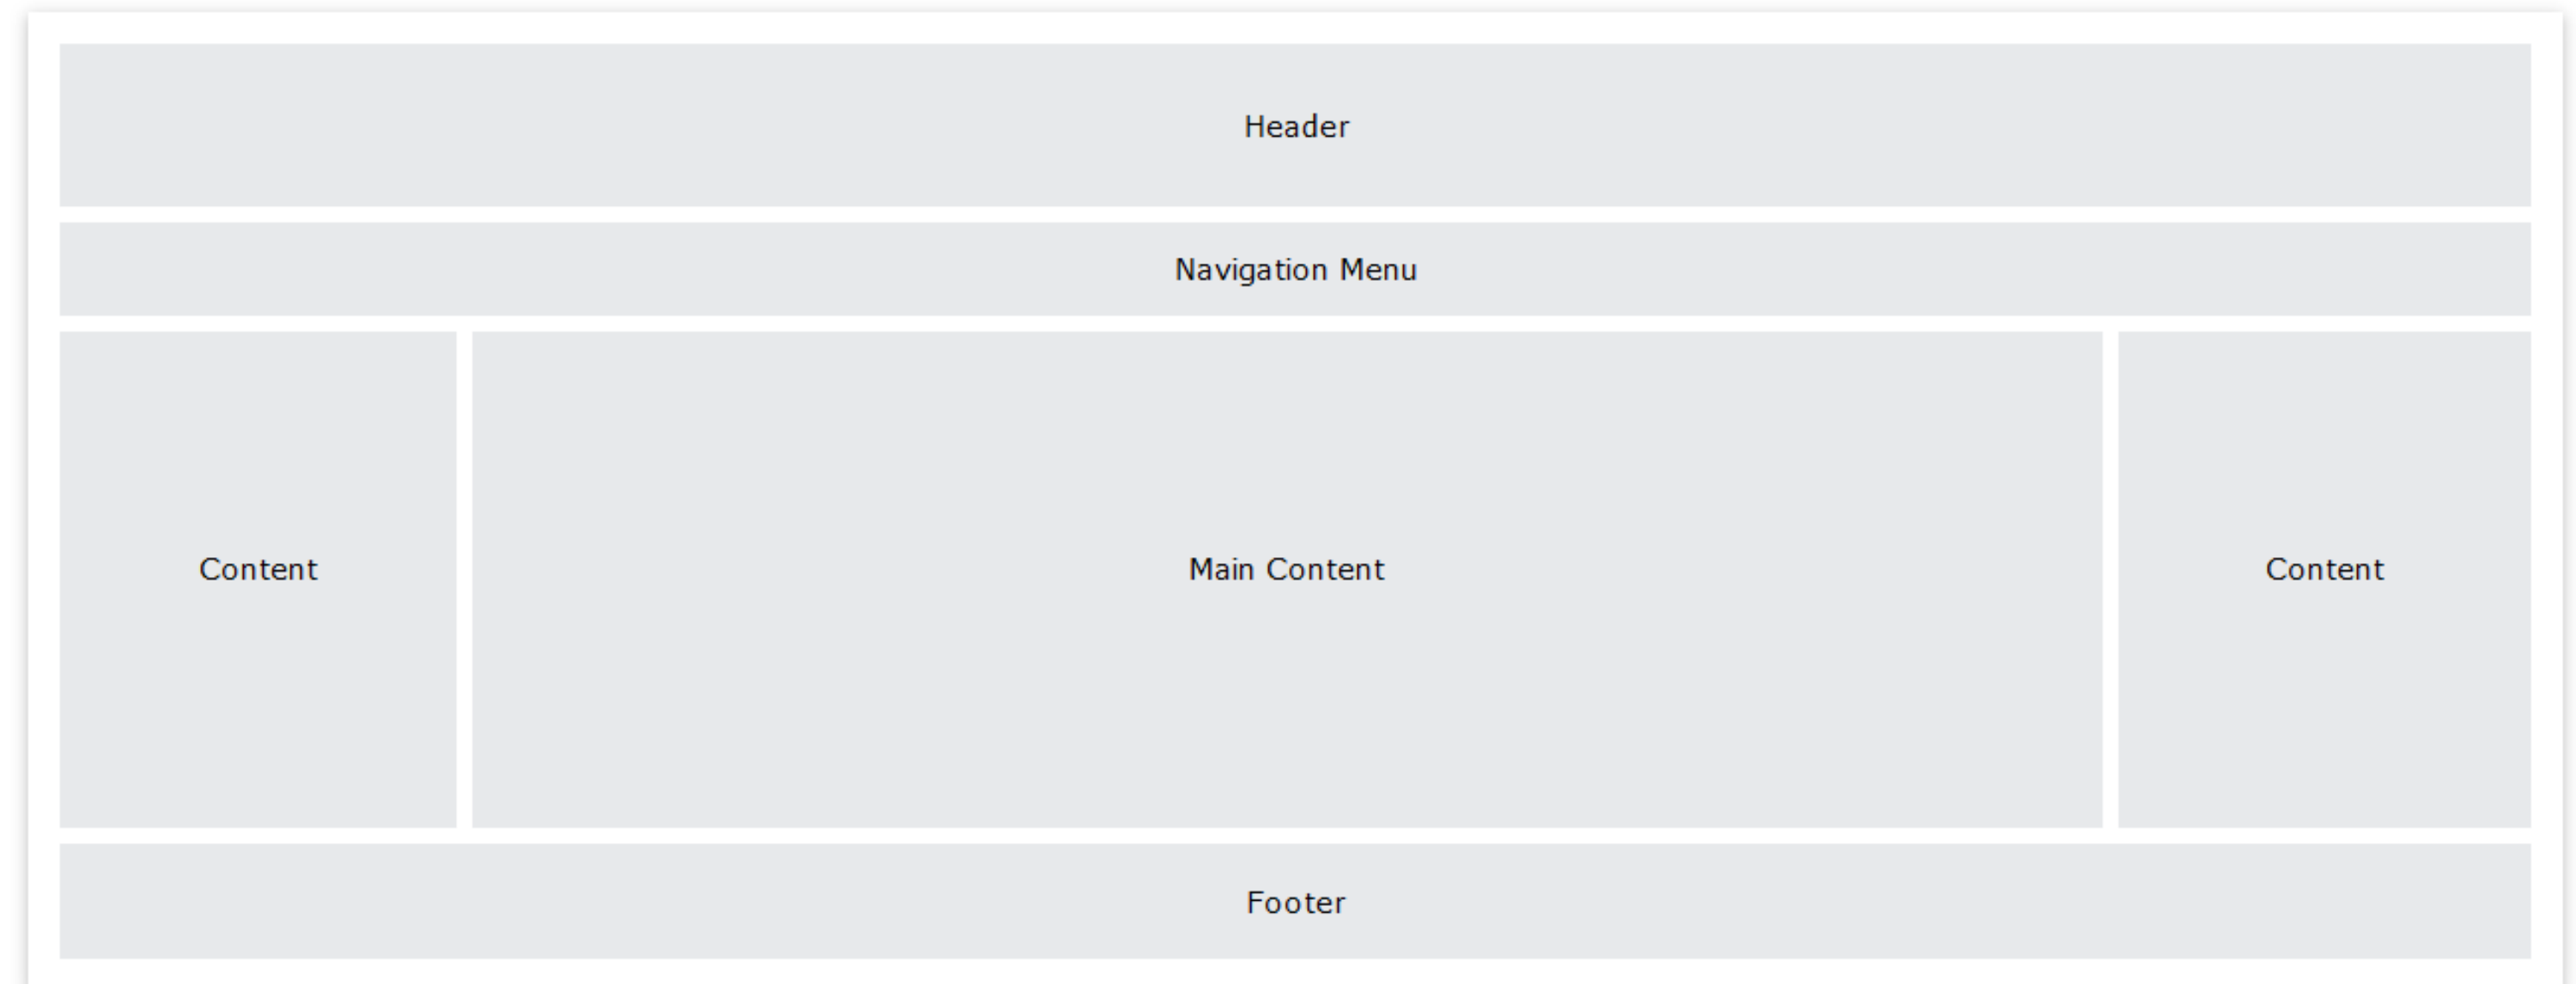 Header
Navigation Menu
Content
Main Content
Content
Footer